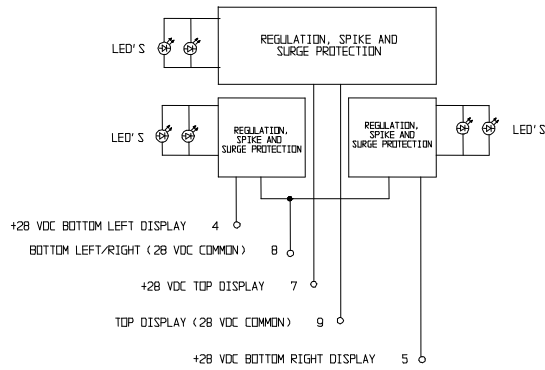 REGULATION, SPIKE AND
SURGE PROTECTION
LED'S
REGULATION,
SPIKE AND
SURGE PROTECTION
LED'S
REGULATION,
SPIKE AND
SURGE PROTECTION
LED'S
+28 VDC BOTTOM LEFT DISPLAY 4
BOTTOM LEFT/RIGHT (28 VDC COMMON) 8
+28 VDC TOP DISPLAY 7
TOP DISPLAY (28 VDC COMMON) 9
+28 VDC BOTTOM RIGHT DISPLAY 5